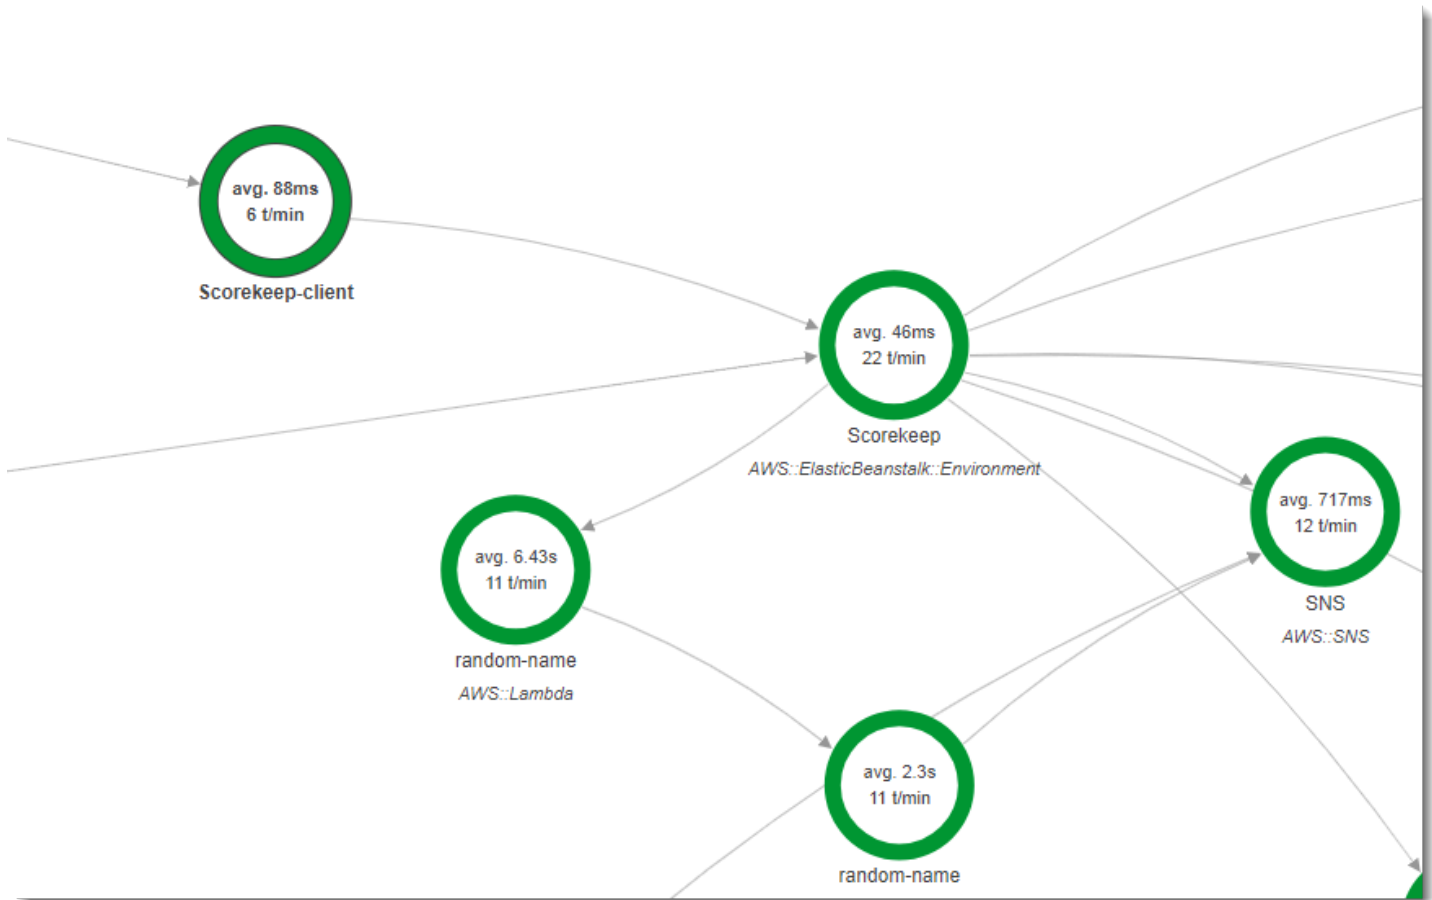 avg. 88ms
6 t/min
Scorekeep-client
avg. 46ms
22 t/min
Scorekeep
AWS::ElasticBeanstalk::Environment
avg. 717ms
12 t/min
SNS
AWS::SNS
avg. 6.43s
11 t/min
random-name
AWS::Lambda
avg. 2.3s
11 t/min
random-name